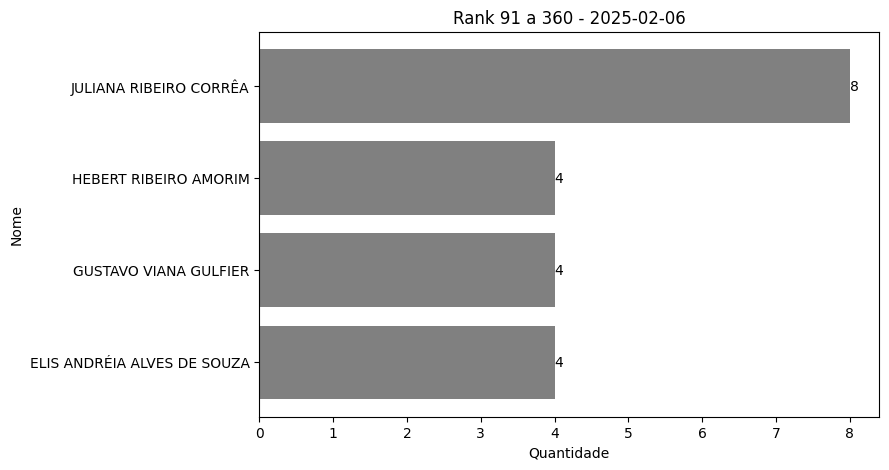 Rank 91 a 360 - 2025-02-06
JULIANA RIBEIRO CORRÊA
8
HEBERT RIBEIRO AMORIM
4
GUSTAVO VIANA GULFIER
4
ELIS ANDRÉIA ALVES DE SOUZA
4
Nome
0 1 2 3 4 5 6 7 8
Quantidade